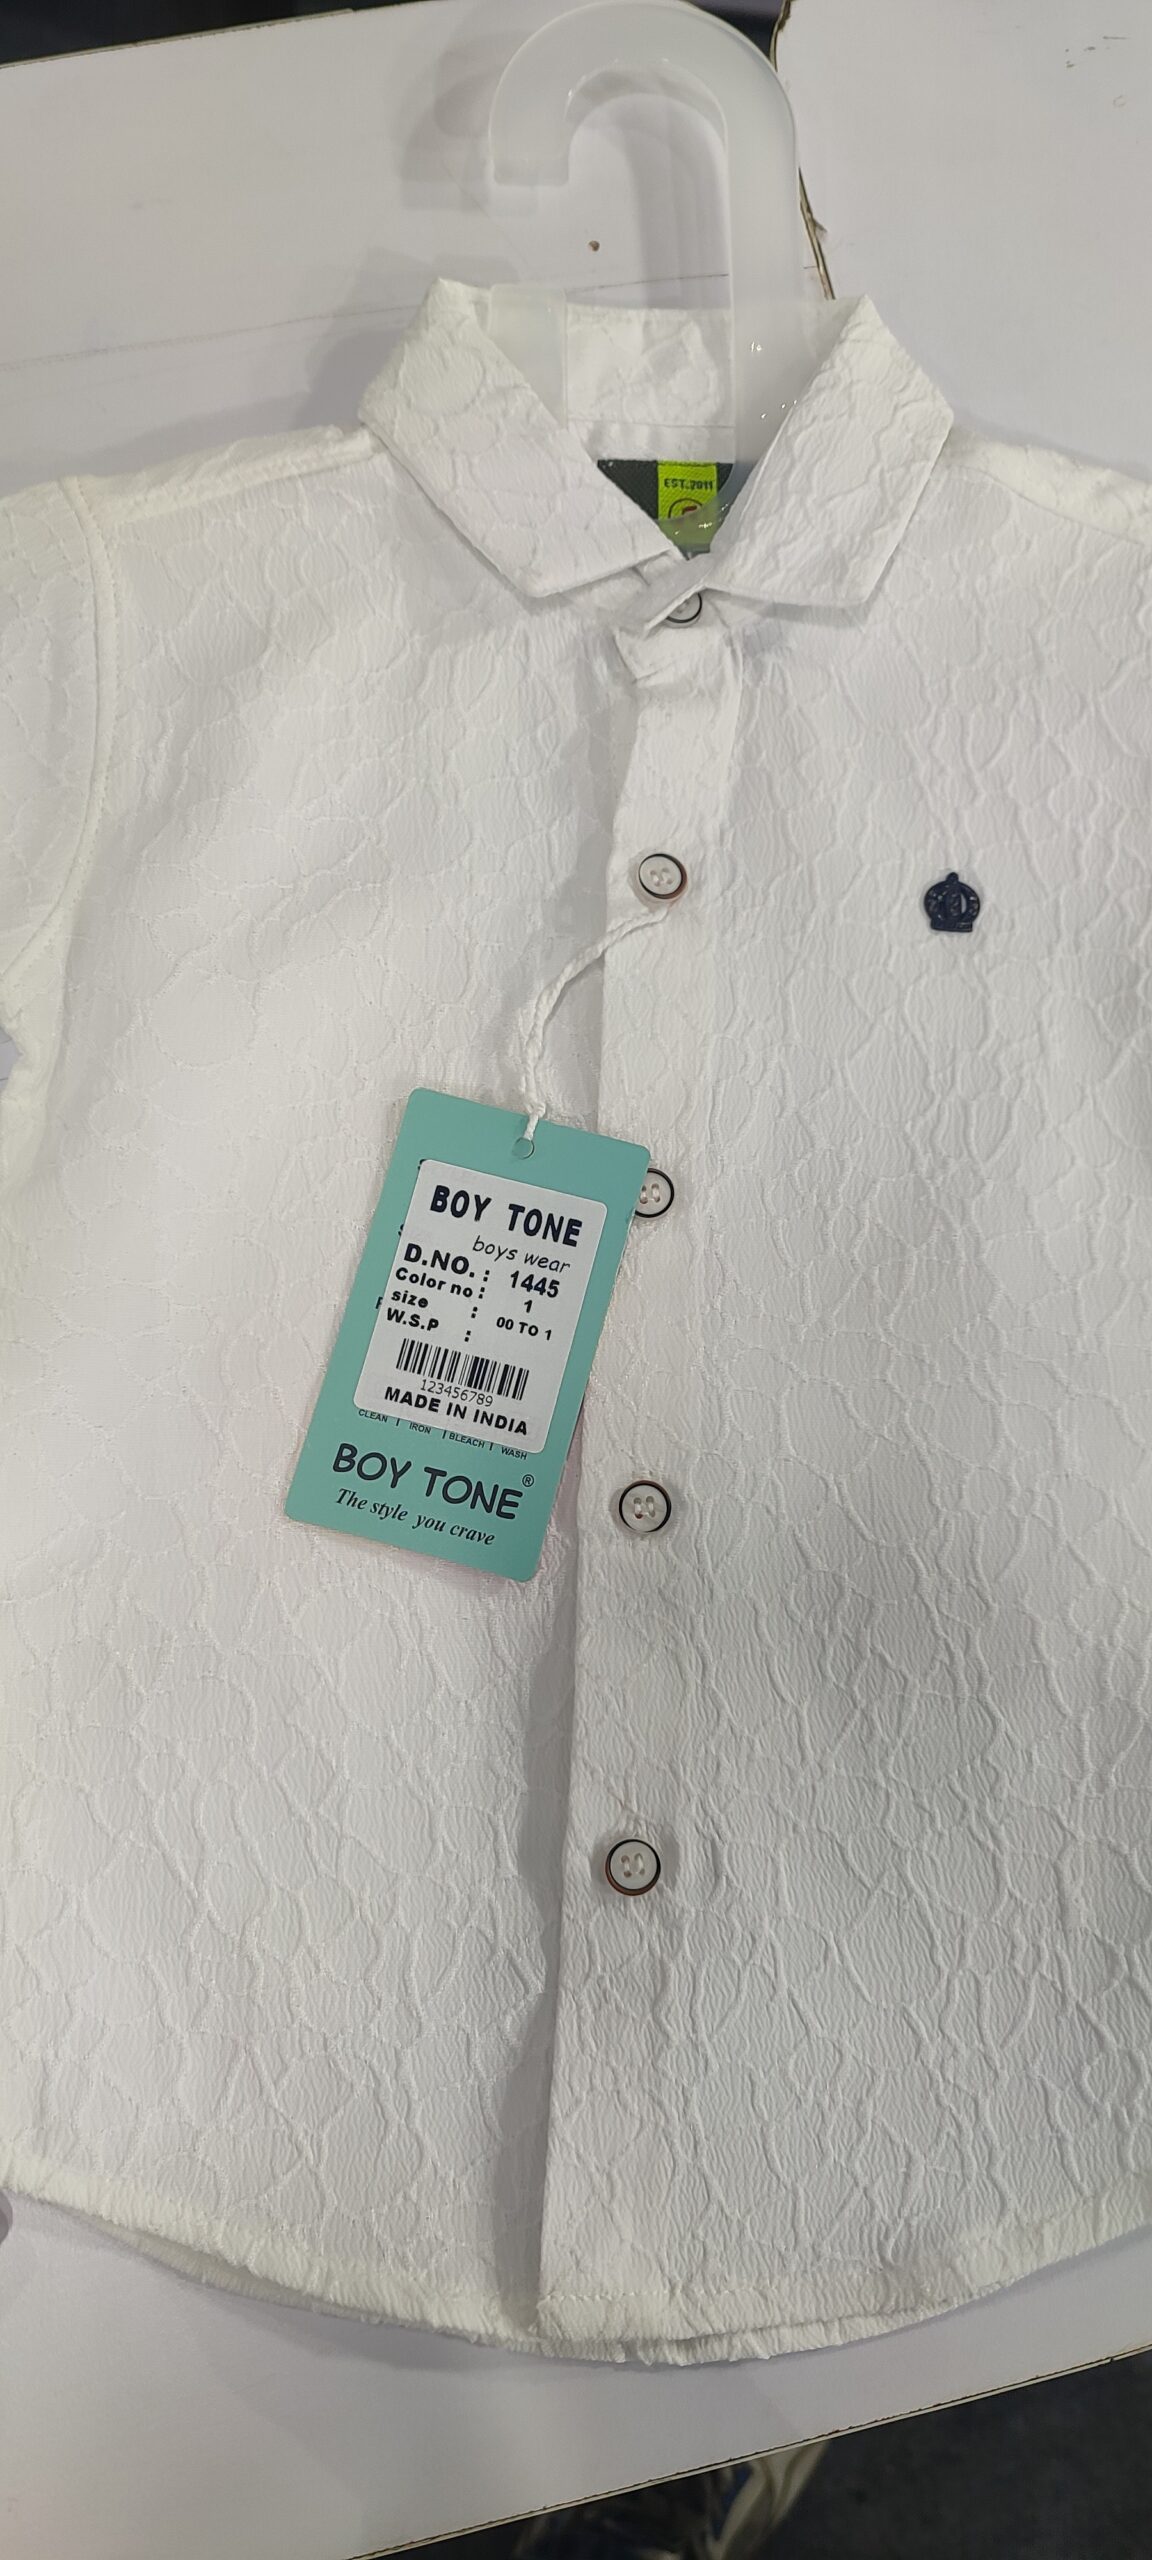 EST.2011
BOY TONE
boys wear
D.NO. : 1445
Color no : 1
size : 00 TO 1
W.S.P :
123456789
MADE IN INDIA
CLEAN | IRON | BLEACH | WASH
BOY TONE®
The style you crave